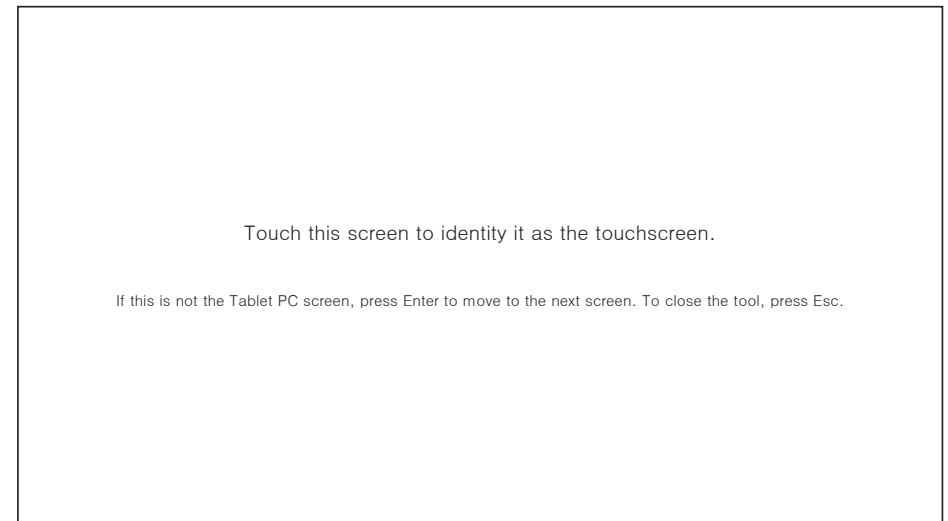 Touch this screen to identity it as the touchscreen.
If this is not the Tablet PC screen, press Enter to move to the next screen. To close the tool, press Esc.